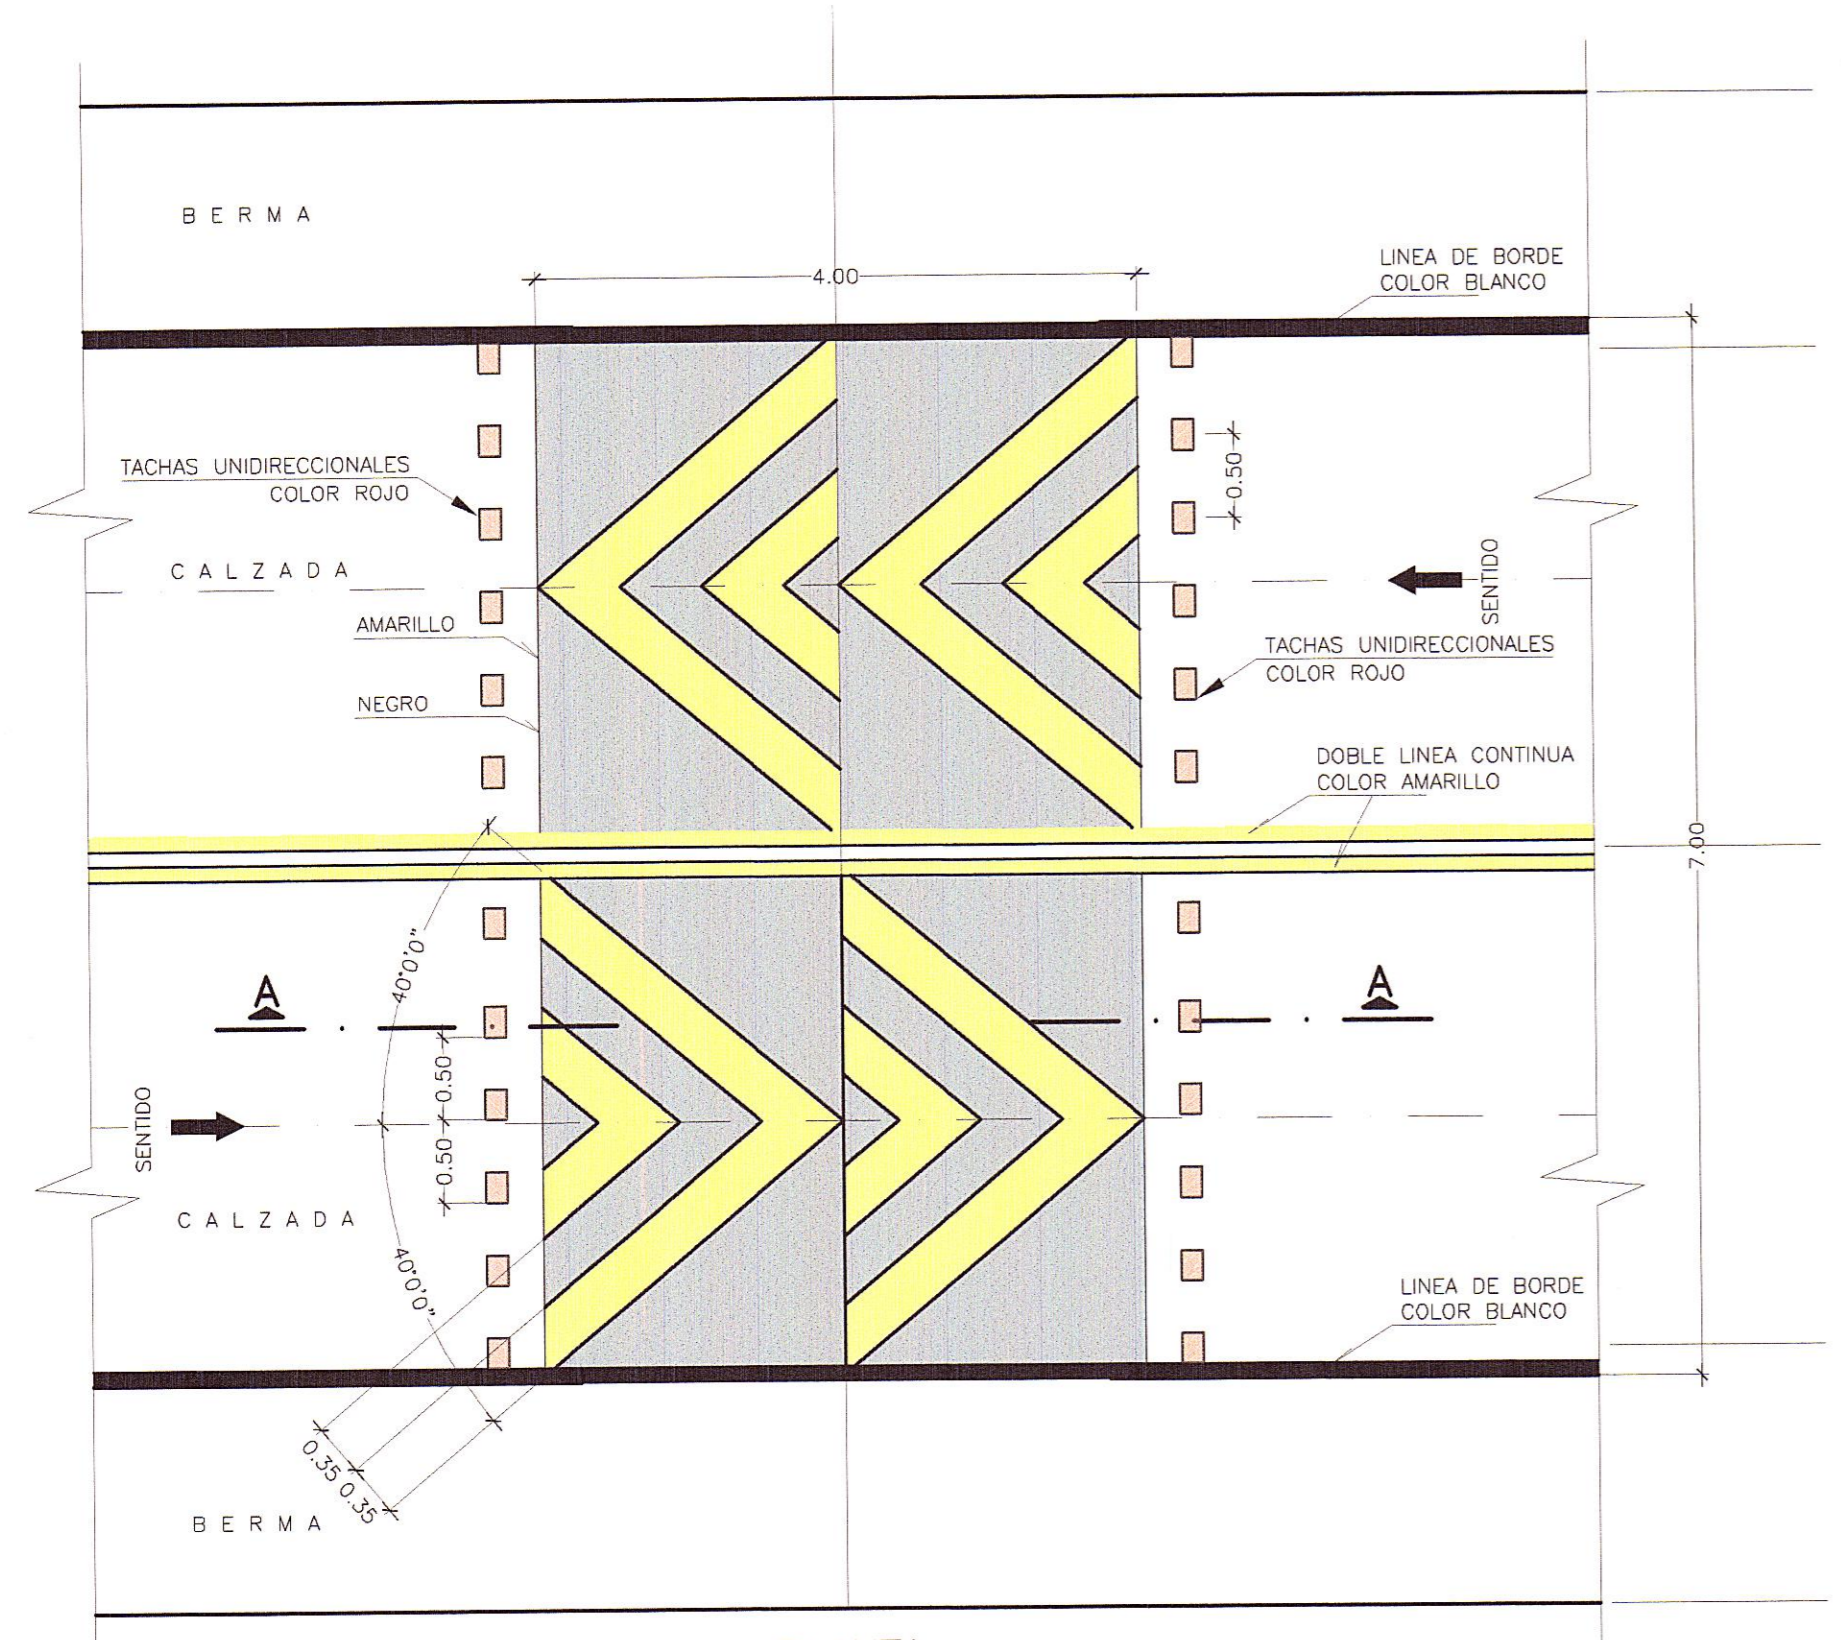 BERMA
LINEA DE BORDE
COLOR BLANCO
4.00
TACHAS UNIDIRECCIONALES
COLOR ROJO
0.50
CALZADA
SENTIDO
AMARILLO
TACHAS UNIDIRECCIONALES
COLOR ROJO
NEGRO
DOBLE LINEA CONTINUA
COLOR AMARILLO
7.00
40°0'0"
A
A
0.50
SENTIDO
0.50
CALZADA
40°0'0"
LINEA DE BORDE
COLOR BLANCO
0.35
0.35
BERMA